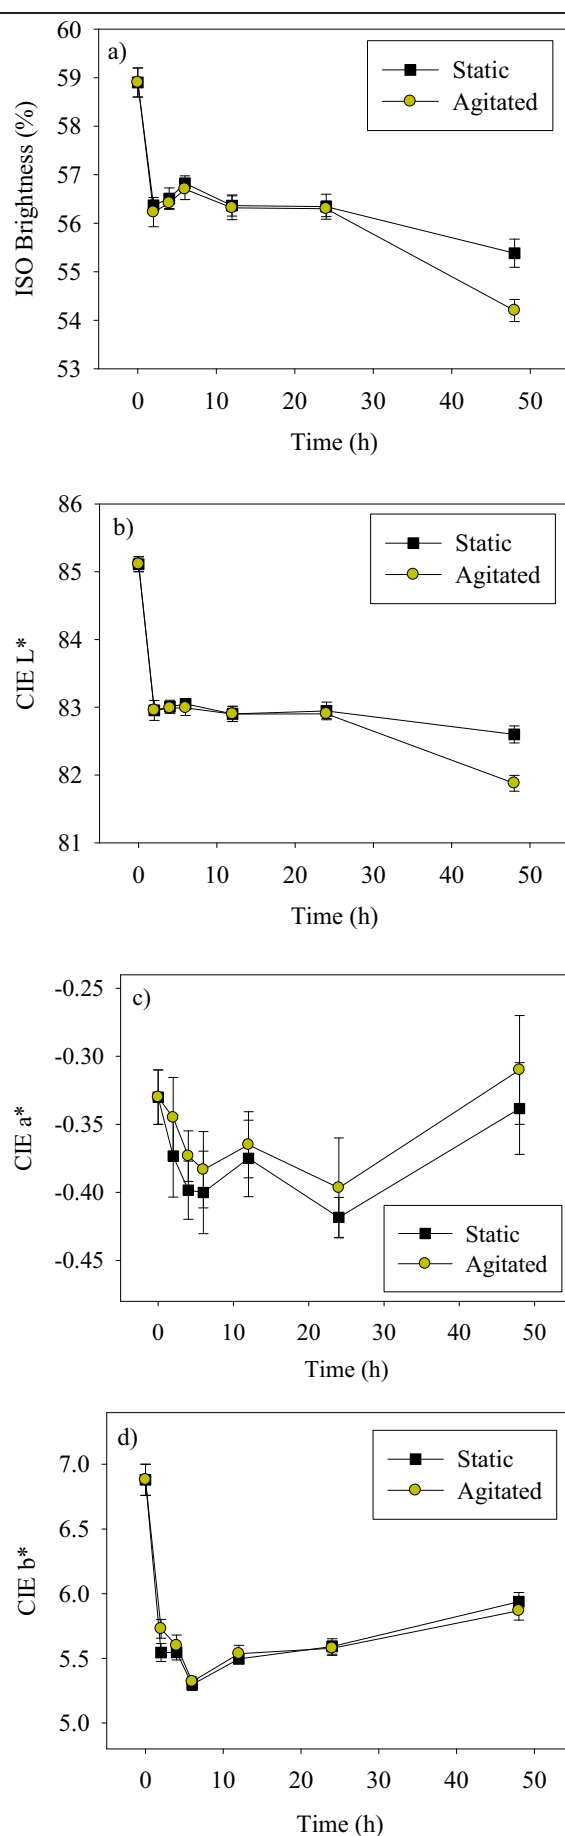 a)
Static
Agitated
ISO Brightness (%)
60
59
58
57
56
55
54
53
0 10 20 30 40 50
Time (h)
b)
Static
Agitated
CIE L*
86
85
84
83
82
81
0 10 20 30 40 50
Time (h)
c)
CIE a*
-0.25
-0.30
-0.35
-0.40
-0.45
Static
Agitated
0 10 20 30 40 50
Time (h)
d)
Static
Agitated
CIE b*
7.0
6.5
6.0
5.5
5.0
0 10 20 30 40 50
Time (h)